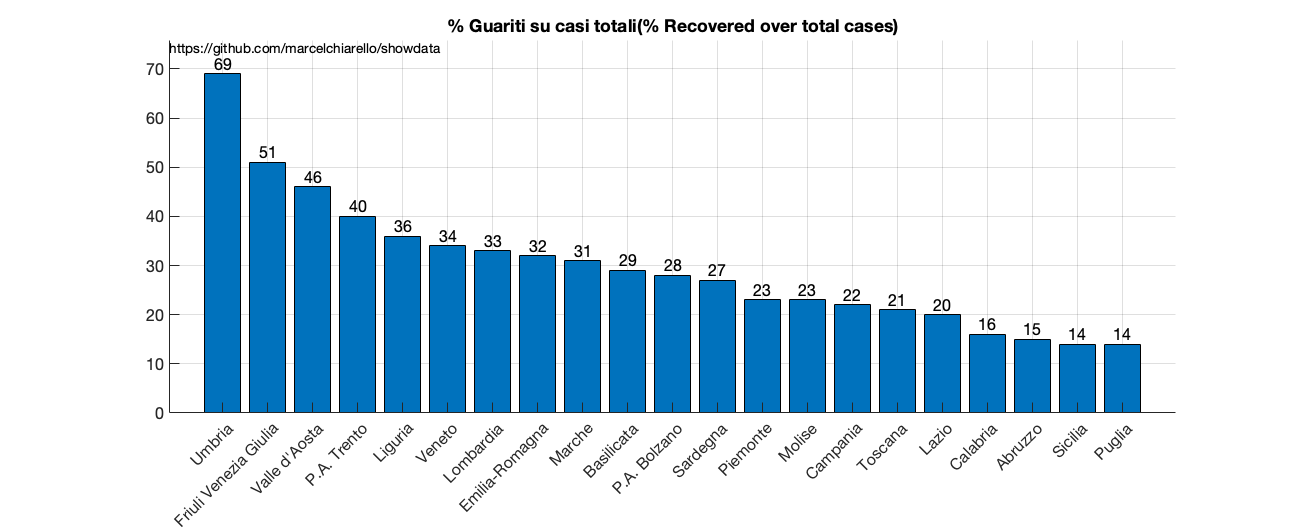 % Guariti su casi totali(% Recovered over total cases)
https://github.com/marcelchiarello/showdata
70
60
50
40
30
20
10
0
69
51
46
40
36
34
33
32
31
29
28
27
23
23
22
21
20
16
15
14
14
Umbria
Friuli Venezia Giulia
Valle d'Aosta
P.A. Trento
Liguria
Veneto
Lombardia
Emilia-Romagna
Marche
Basilicata
P.A. Bolzano
Sardegna
Piemonte
Molise
Campania
Toscana
Lazio
Calabria
Abruzzo
Sicilia
Puglia